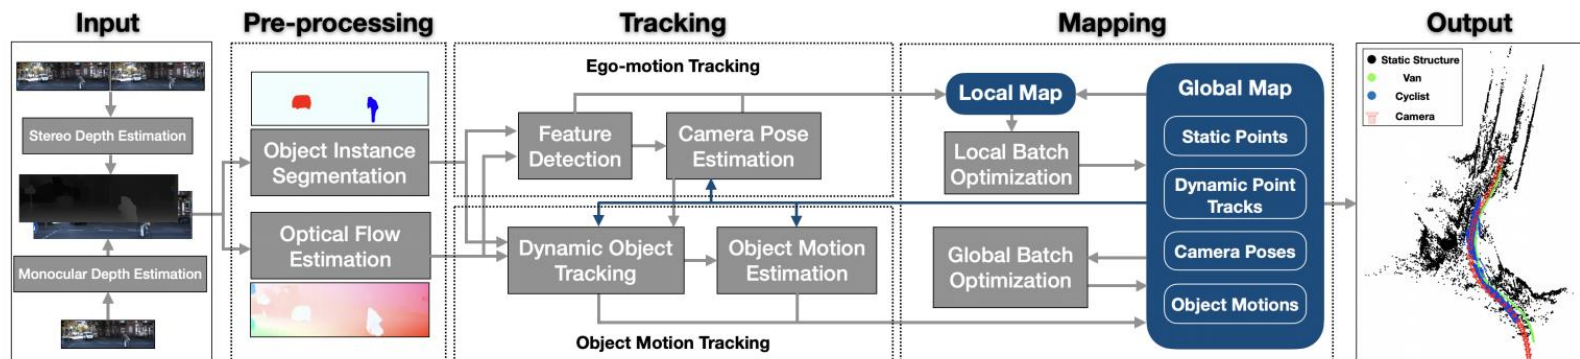 Input
Pre-processing
Tracking
Mapping
Output
Stereo Depth Estimation
Monocular Depth Estimation
Object Instance
Segmentation
Optical Flow
Estimation
Ego-motion Tracking
Feature
Detection
Camera Pose
Estimation
Dynamic Object
Tracking
Object Motion
Estimation
Object Motion Tracking
Local Map
Local Batch
Optimization
Global Batch
Optimization
Global Map
Static Points
Dynamic Point
Tracks
Camera Poses
Object Motions
Static Structure
Van
Cyclist
Camera